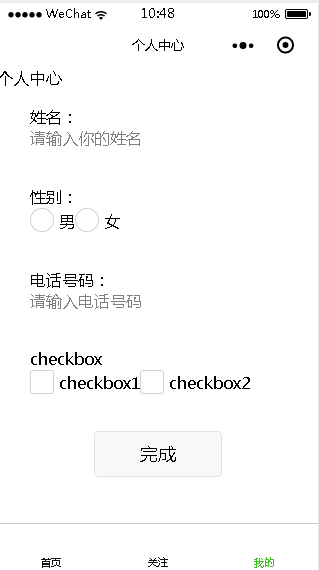 WeChat 10:48 100%
个人中心
个人中心
姓名：
请输入你的姓名
性别：
男 女
电话号码：
请输入电话号码
checkbox
checkbox1 checkbox2
完成
首页 关注 我的